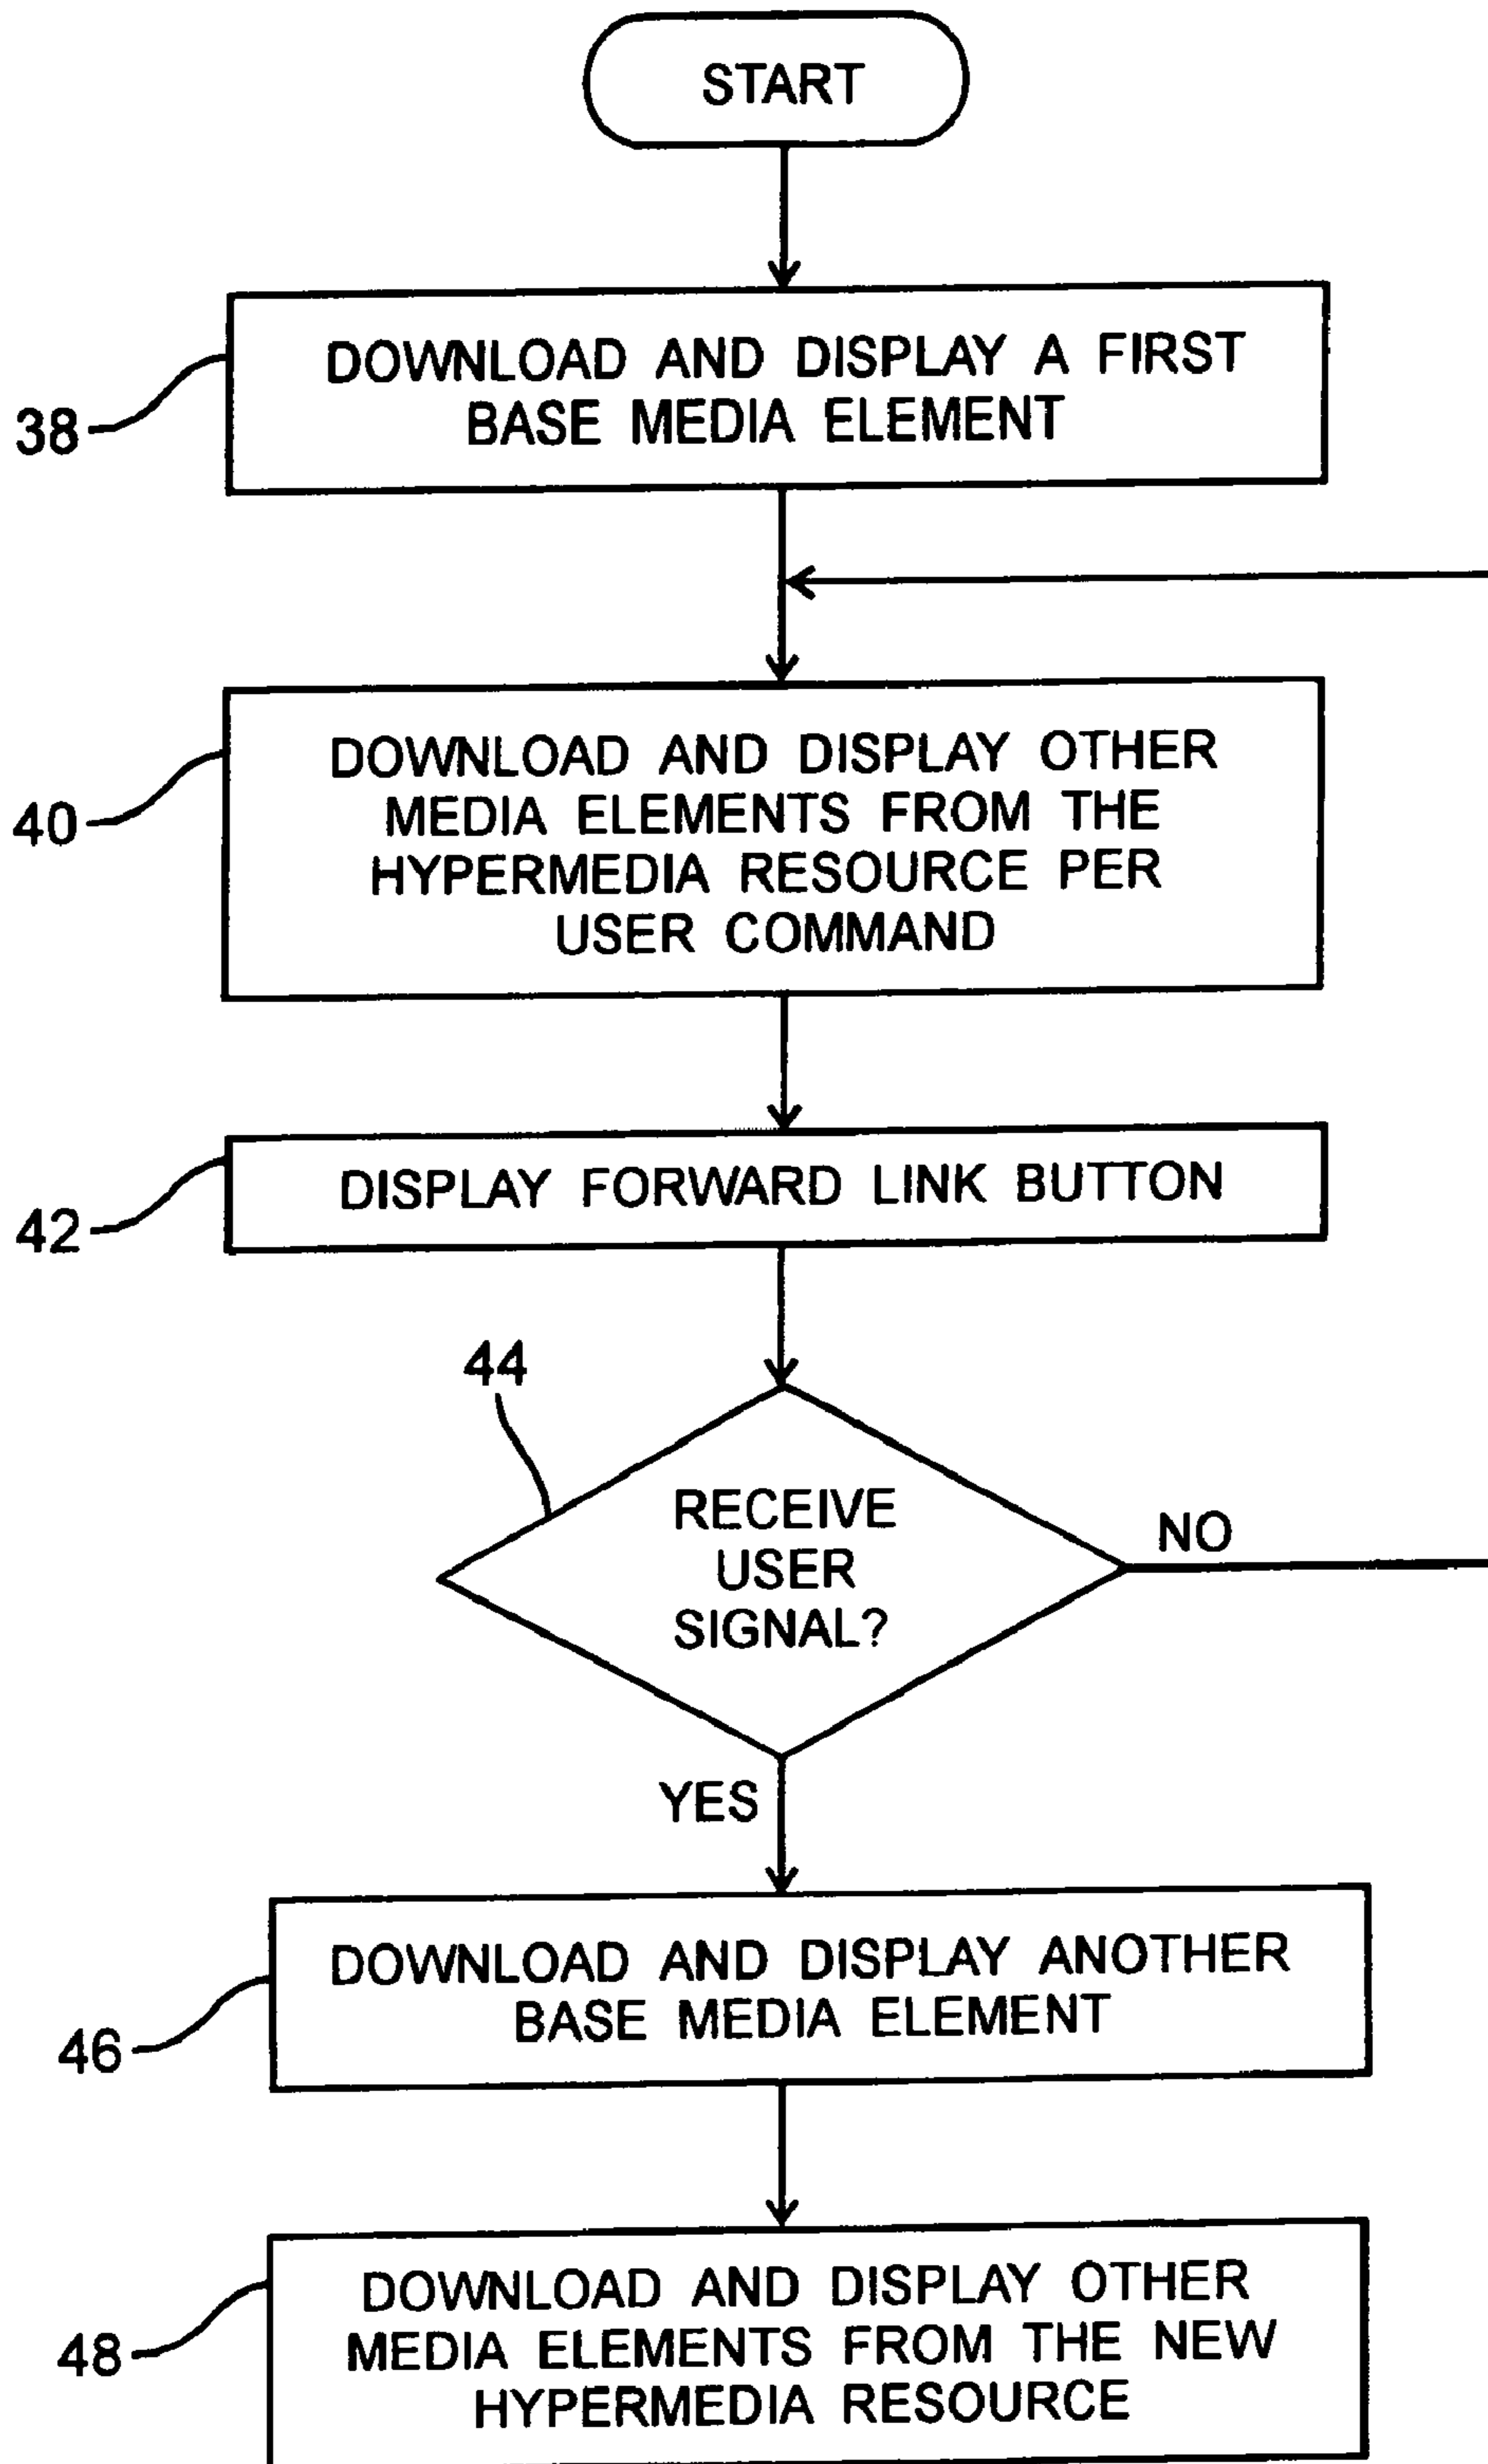 START
DOWNLOAD AND DISPLAY A FIRST
BASE MEDIA ELEMENT
38
DOWNLOAD AND DISPLAY OTHER
MEDIA ELEMENTS FROM THE
HYPERMEDIA RESOURCE PER
USER COMMAND
40
DISPLAY FORWARD LINK BUTTON
42
44
RECEIVE
USER
SIGNAL?
NO
YES
DOWNLOAD AND DISPLAY ANOTHER
BASE MEDIA ELEMENT
46
DOWNLOAD AND DISPLAY OTHER
MEDIA ELEMENTS FROM THE NEW
HYPERMEDIA RESOURCE
48